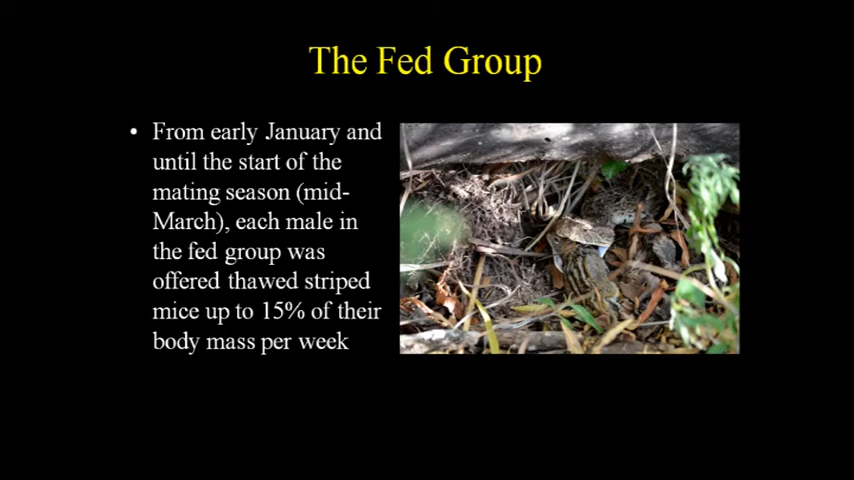 The Fed Group
• From early January and
until the start of the
mating season (mid-
March), each male in
the fed group was
offered thawed striped
mice up to 15% of their
body mass per week